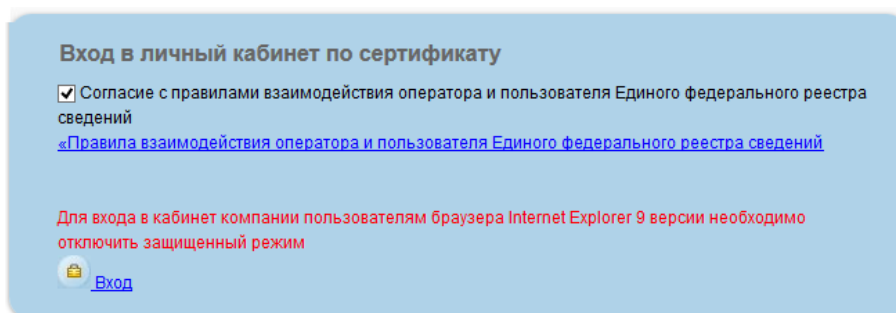 Вход в личный кабинет по сертификату
Согласие с правилами взаимодействия оператора и пользователя Единого федерального реестра
сведений
«Правила взаимодействия оператора и пользователя Единого федерального реестра сведений
Для входа в кабинет компании пользователям браузера Internet Explorer 9 версии необходимо
отключить защищенный режим
Вход